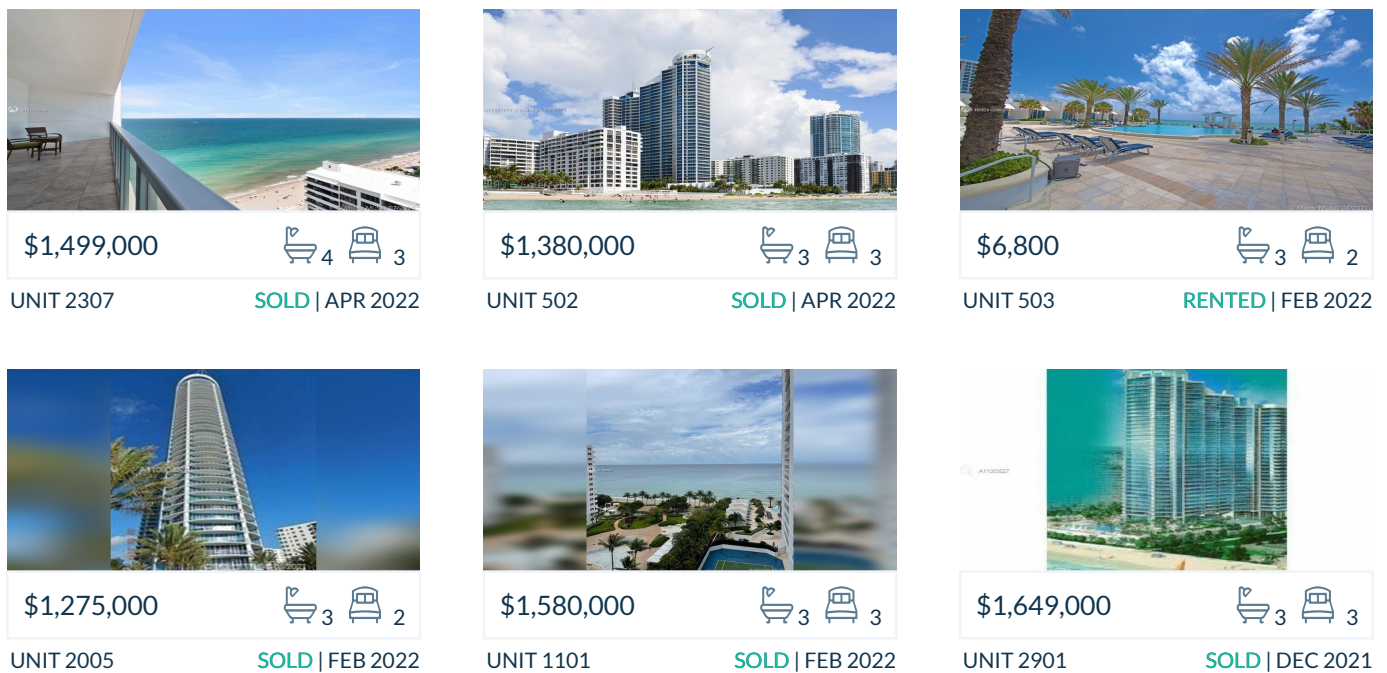 $1,499,000 4 3
UNIT 2307 SOLD | APR 2022
$1,380,000 3 3
UNIT 502 SOLD | APR 2022
$6,800 3 2
UNIT 503 RENTED | FEB 2022
$1,275,000 3 2
UNIT 2005 SOLD | FEB 2022
$1,580,000 3 3
UNIT 1101 SOLD | FEB 2022
A11053527
$1,649,000 3 3
UNIT 2901 SOLD | DEC 2021